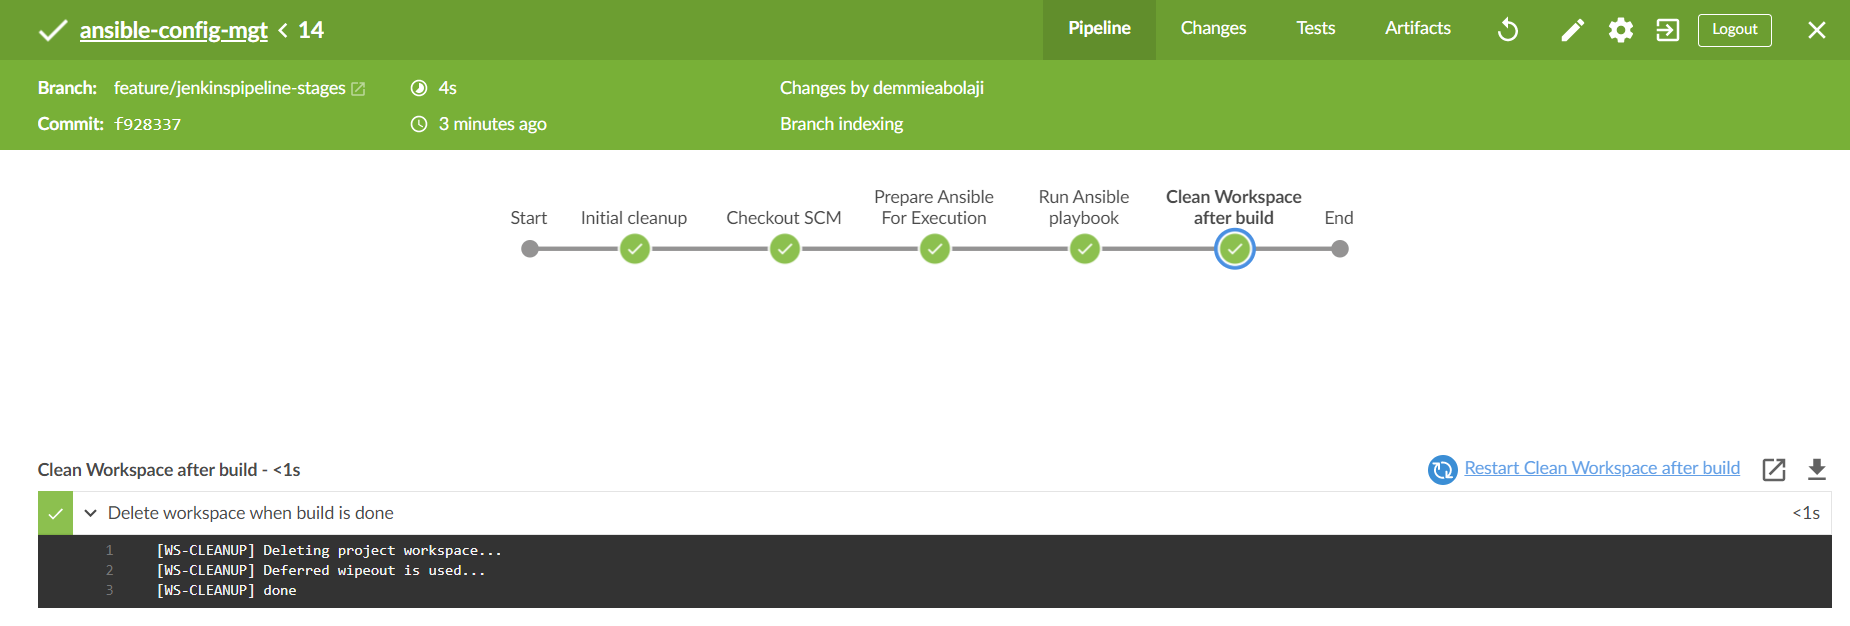 ansible-config-mgt < 14
Pipeline Changes Tests Artifacts Logout
Branch: feature/jenkinspipeline-stages 4s Changes by demmieabolaji
Commit: f928337 3 minutes ago Branch indexing
Start
Initial cleanup
Checkout SCM
Prepare Ansible
For Execution
Run Ansible
playbook
Clean Workspace
after build
End
Clean Workspace after build - <1s
Restart Clean Workspace after build
Delete workspace when build is done <1s
1 [WS-CLEANUP] Deleting project workspace...
2 [WS-CLEANUP] Deferred wipeout is used...
3 [WS-CLEANUP] done